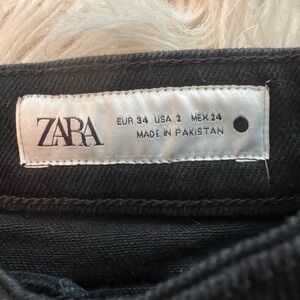 ZARA
EUR 34 USA 2 MEX 24
MADE IN PAKISTAN